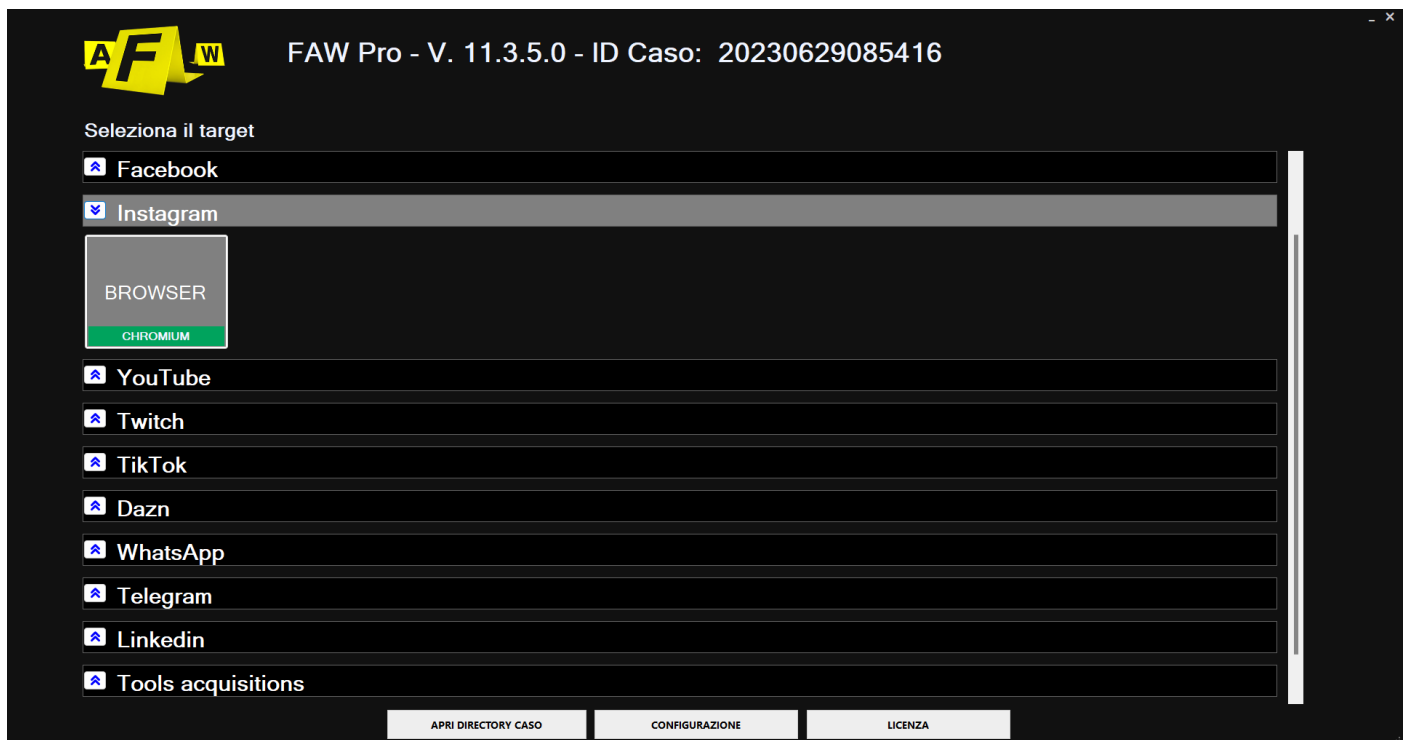 AFW
FAW Pro - V. 11.3.5.0 - ID Caso: 20230629085416
Seleziona il target
Facebook
Instagram
BROWSER
CHROMIUM
YouTube
Twitch
TikTok
Dazn
WhatsApp
Telegram
Linkedin
Tools acquisitions
APRI DIRECTORY CASO
CONFIGURAZIONE
LICENZA